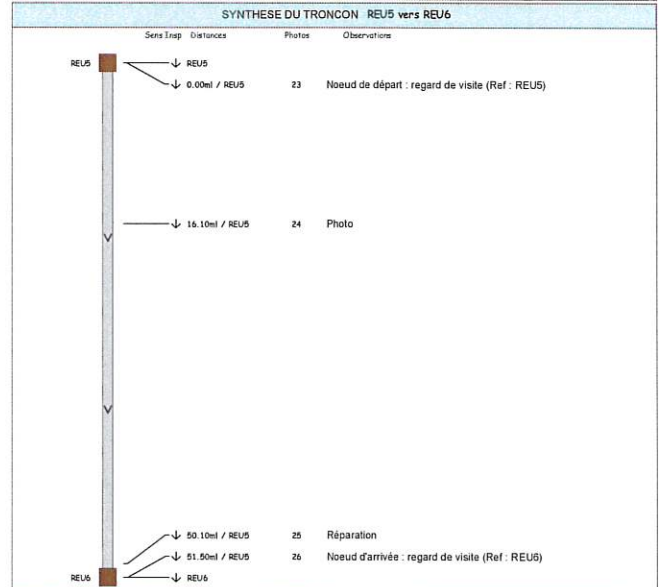 SYNTHESE DU TRONCON REU5 vers REU6
Sens Insp Distances Photos Observations
REU5 ↓ REU5
↓ 0.00ml / REU5 23 Noeud de départ : regard de visite (Ref : REU5)
↓ 16.10ml / REU5 24 Photo
↓ 50.10ml / REU5 25 Réparation
↓ 51.50ml / REU5 26 Noeud d'arrivée : regard de visite (Ref : REU6)
REU6 ↓ REU6